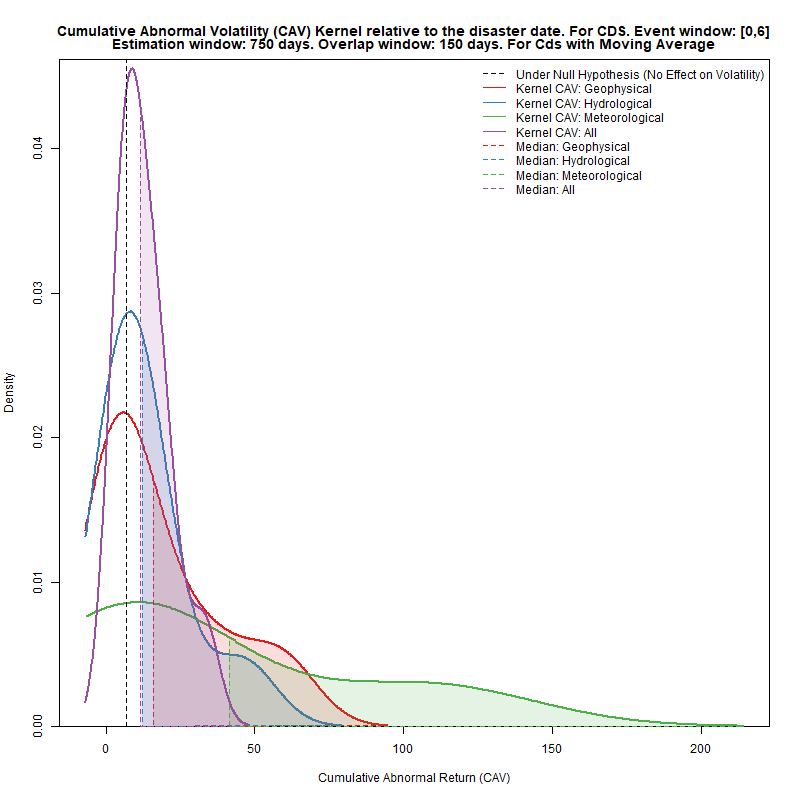 Cumulative Abnormal Volatility (CAV) Kernel relative to the disaster date. For CDS. Event window: [0,6]
Estimation window: 750 days. Overlap window: 150 days. For Cds with Moving Average
Under Null Hypothesis (No Effect on Volatility)
Kernel CAV: Geophysical
Kernel CAV: Hydrological
Kernel CAV: Meteorological
Kernel CAV: All
Median: Geophysical
Median: Hydrological
Median: Meteorological
Median: All
0.04
0.03
0.02
0.01
0.00
Density
0 50 100 150 200
Cumulative Abnormal Return (CAV)